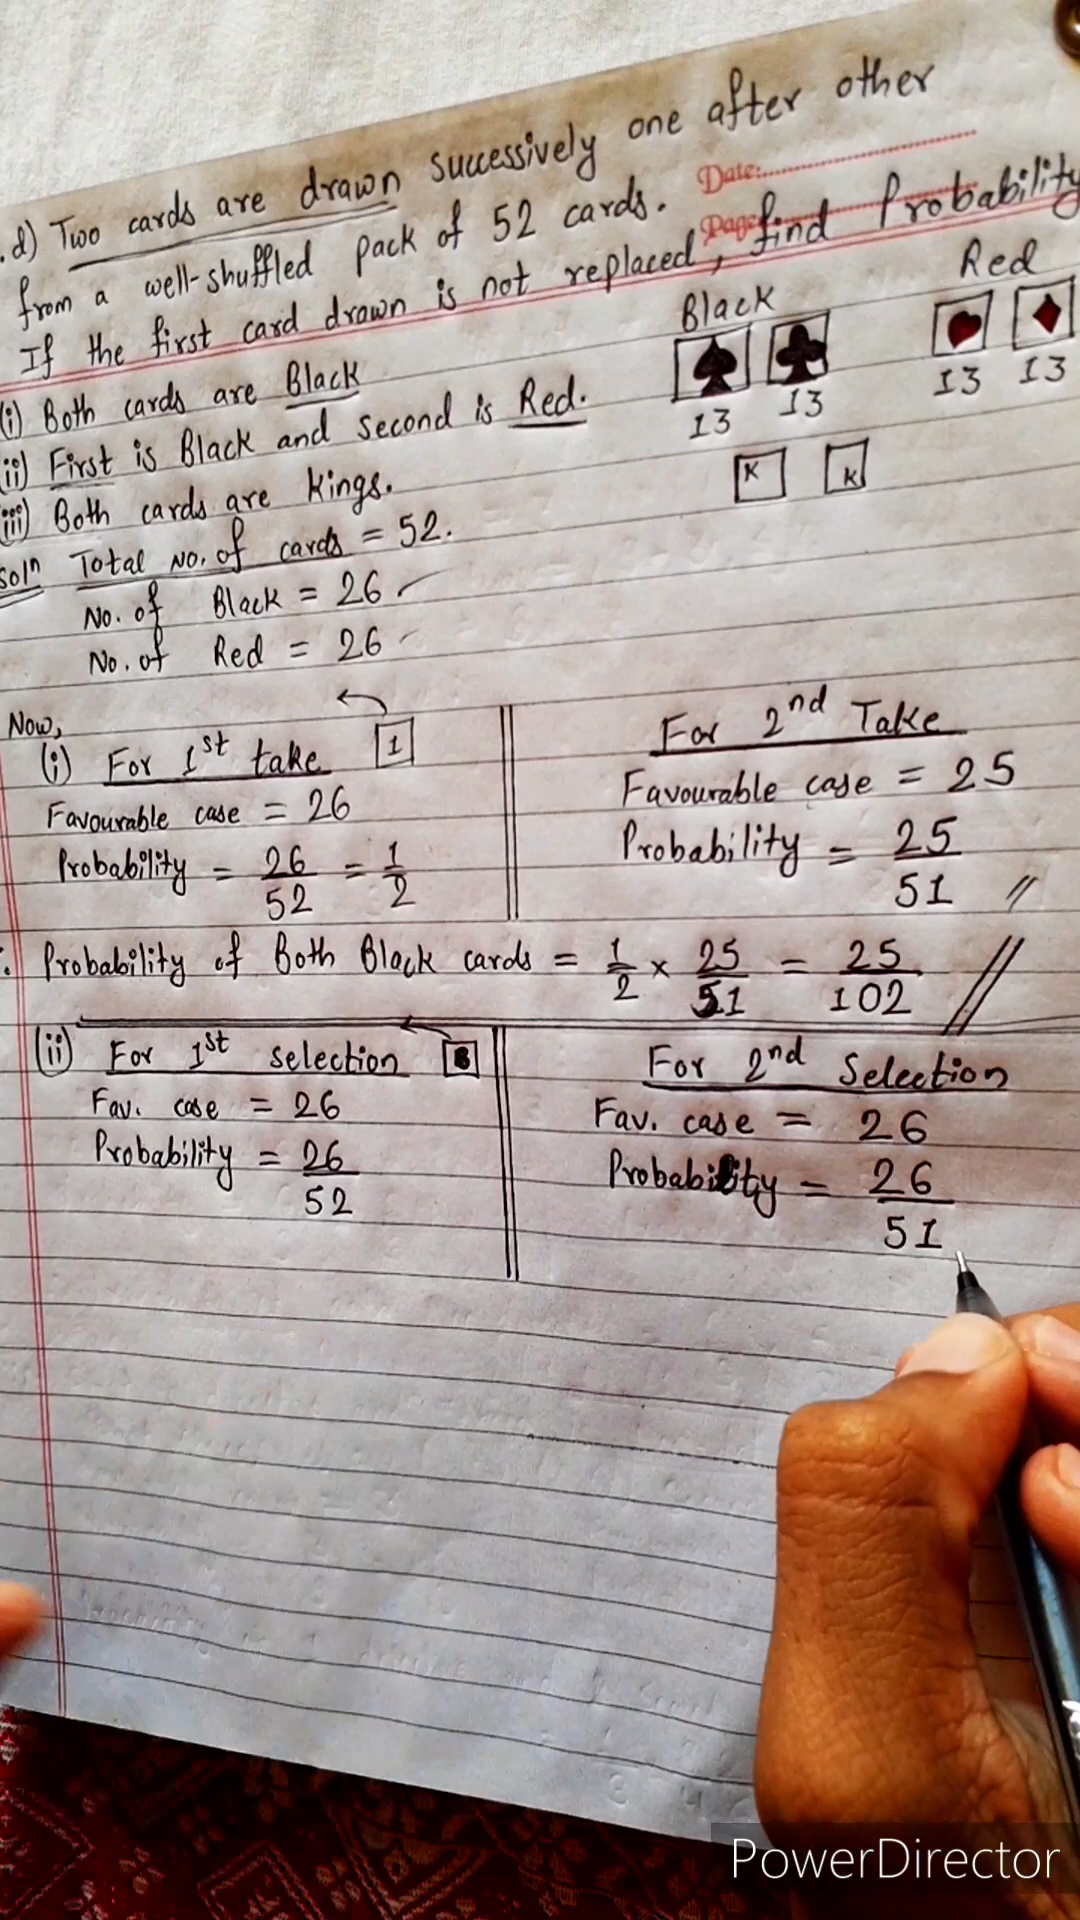 .d) Two cards are drawn successively one after other
from a well-shuffled pack of 52 cards.
Date:
Page:
If the first card drawn is not replaced, find Probability
(i) Both cards are Black
(ii) First is Black and second is Red.
(iii) Both cards are kings.
Black
13 13
Red
13 13
K K
Soln Total No. of cards = 52.
No. of Black = 26
No. of Red = 26
Now,
(i) For 1st take 1
Favourable case = 26
Probability = 26/52 = 1/2
For 2nd Take
Favourable case = 25
Probability = 25/51
Probability of Both Black cards = 1/2 × 25/51 = 25/102
(ii) For 1st selection B
Fav. case = 26
Probability = 26/52
For 2nd Selection
Fav. case = 26
Probability = 26/51
PowerDirector